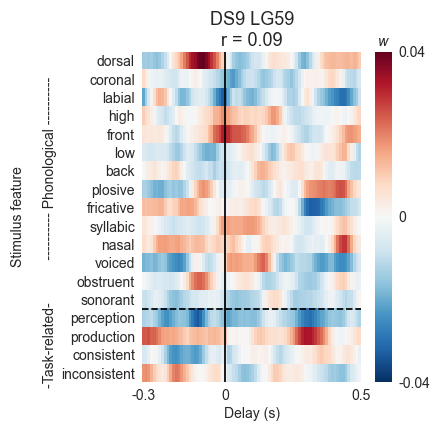 DS9 LG59
r = 0.09
w
dorsal
coronal
labial
high
front
low
back
plosive
fricative
syllabic
nasal
voiced
obstruent
sonorant
perception
production
consistent
inconsistent
Stimulus feature
-Task-related- ---------- Phonological ----------
0.04
0
-0.04
-0.3 0 0.5
Delay (s)